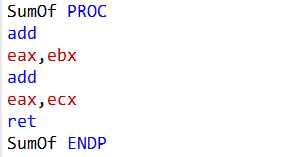 SumOf PROC
add
eax,ebx
add
eax,ecx
ret
SumOf ENDP